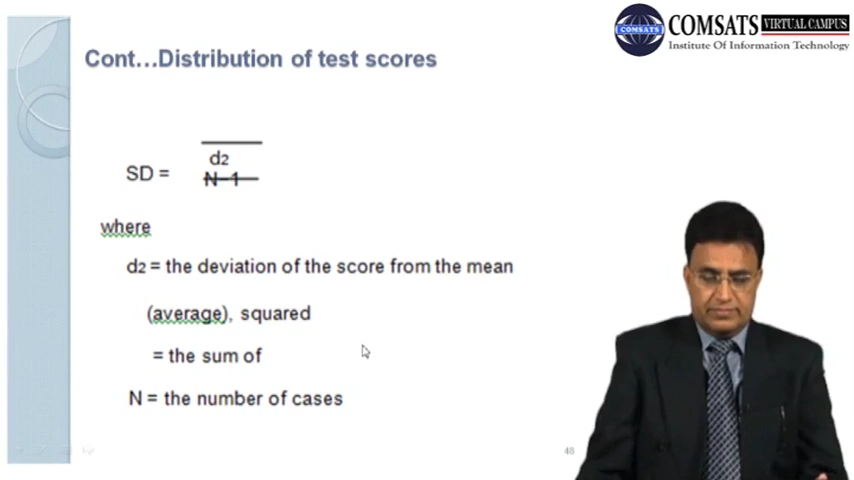 COMSATS VIRTUAL CAMPUS
COMSATS
Institute Of Information Technology
Cont…Distribution of test scores
d2
SD =
N–1
where
d2 = the deviation of the score from the mean
(average), squared
= the sum of
N = the number of cases
48